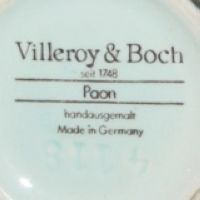 Villeroy & Boch
seit 1748
Paon
handausgemalt
Made in Germany